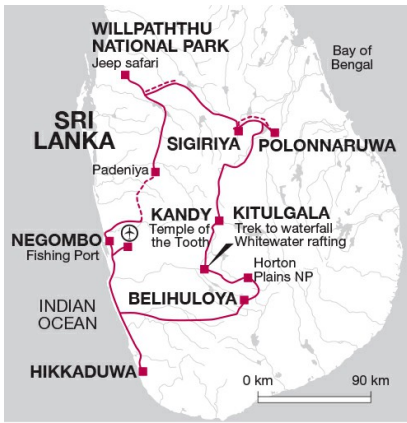 WILLPATHTHU
NATIONAL PARK
Jeep safari
Bay of
Bengal
SRI
LANKA
SIGIRIYA
POLONNARUWA
Padeniya
KANDY
Temple of
the Tooth
KITULGALA
Trek to waterfall
Whitewater rafting
NEGOMBO
Fishing Port
Horton
Plains NP
BELIHULOYA
INDIAN
OCEAN
HIKKADUWA
0 km
90 km